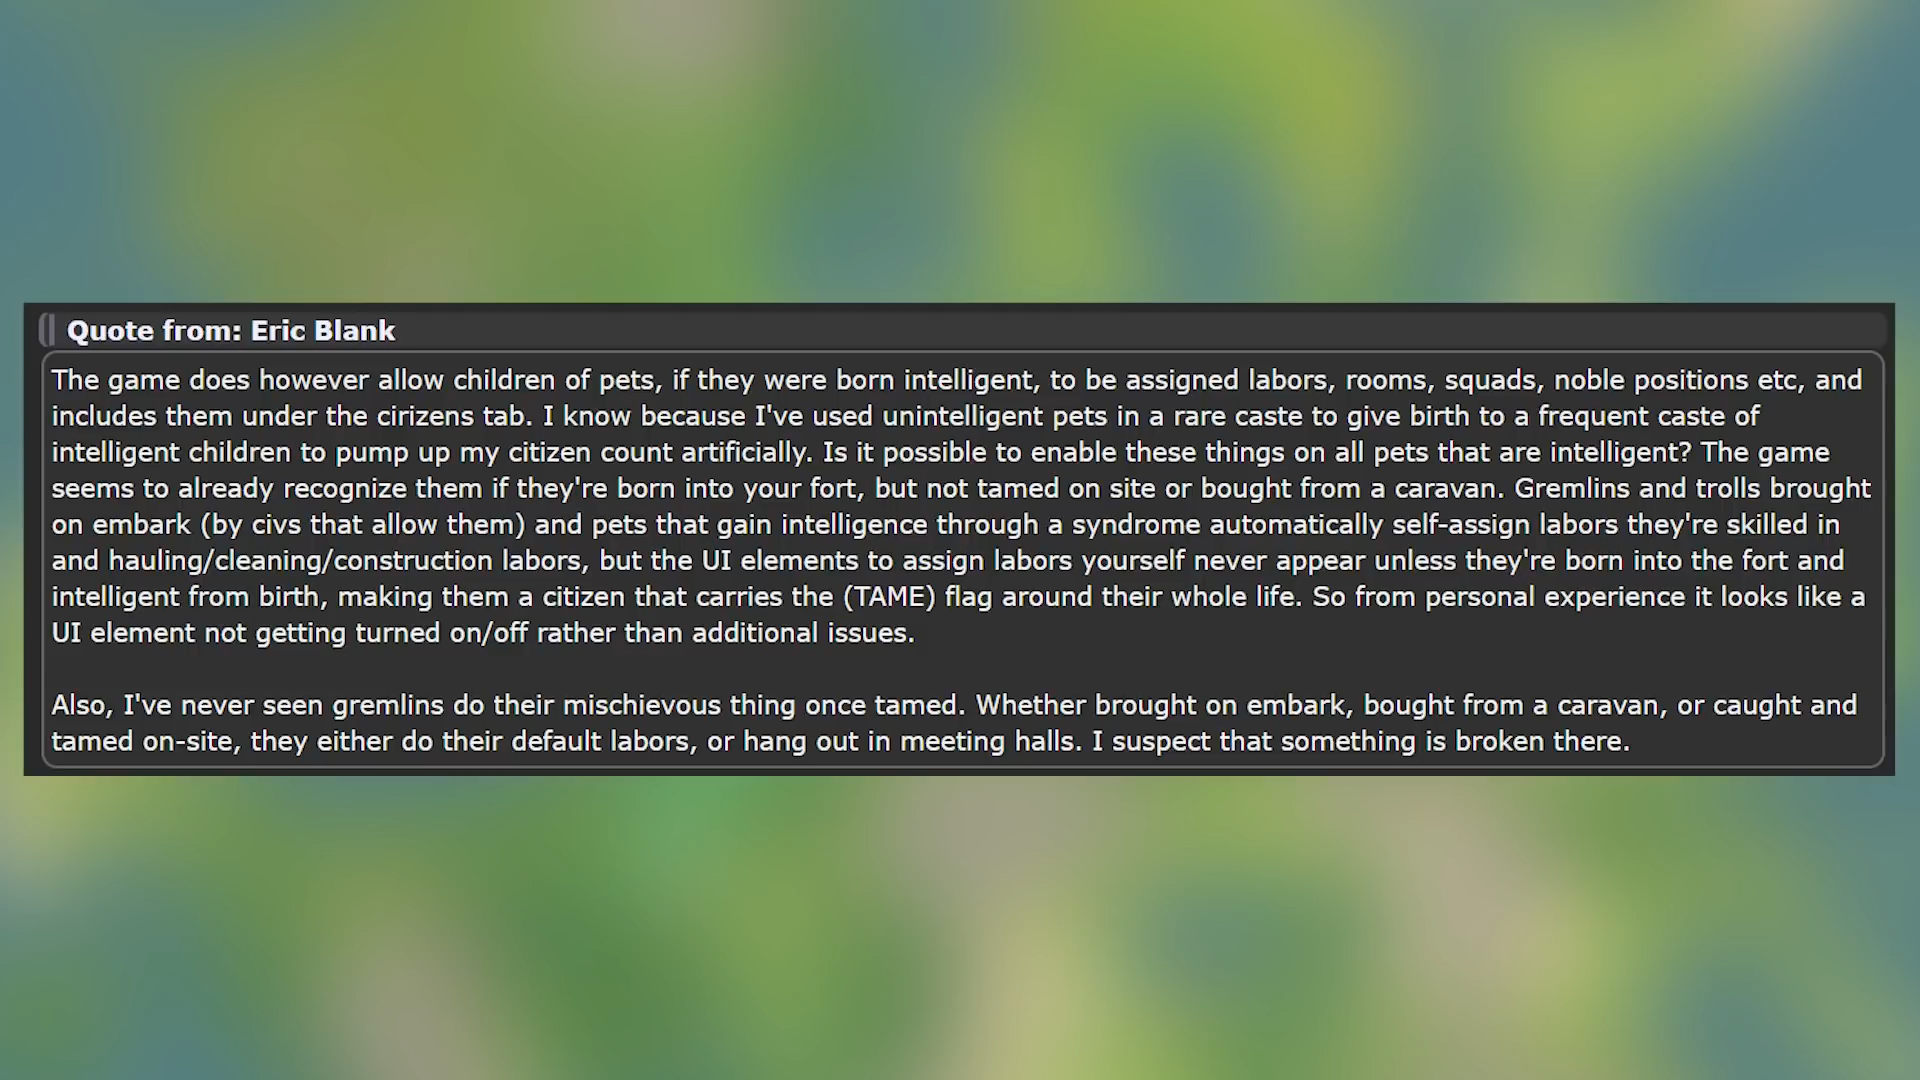 Quote from: Eric Blank
The game does however allow children of pets, if they were born intelligent, to be assigned labors, rooms, squads, noble positions etc, and
includes them under the cirizens tab. I know because I've used unintelligent pets in a rare caste to give birth to a frequent caste of
intelligent children to pump up my citizen count artificially. Is it possible to enable these things on all pets that are intelligent? The game
seems to already recognize them if they're born into your fort, but not tamed on site or bought from a caravan. Gremlins and trolls brought
on embark (by civs that allow them) and pets that gain intelligence through a syndrome automatically self-assign labors they're skilled in
and hauling/cleaning/construction labors, but the UI elements to assign labors yourself never appear unless they're born into the fort and
intelligent from birth, making them a citizen that carries the (TAME) flag around their whole life. So from personal experience it looks like a
UI element not getting turned on/off rather than additional issues.
Also, I've never seen gremlins do their mischievous thing once tamed. Whether brought on embark, bought from a caravan, or caught and
tamed on-site, they either do their default labors, or hang out in meeting halls. I suspect that something is broken there.